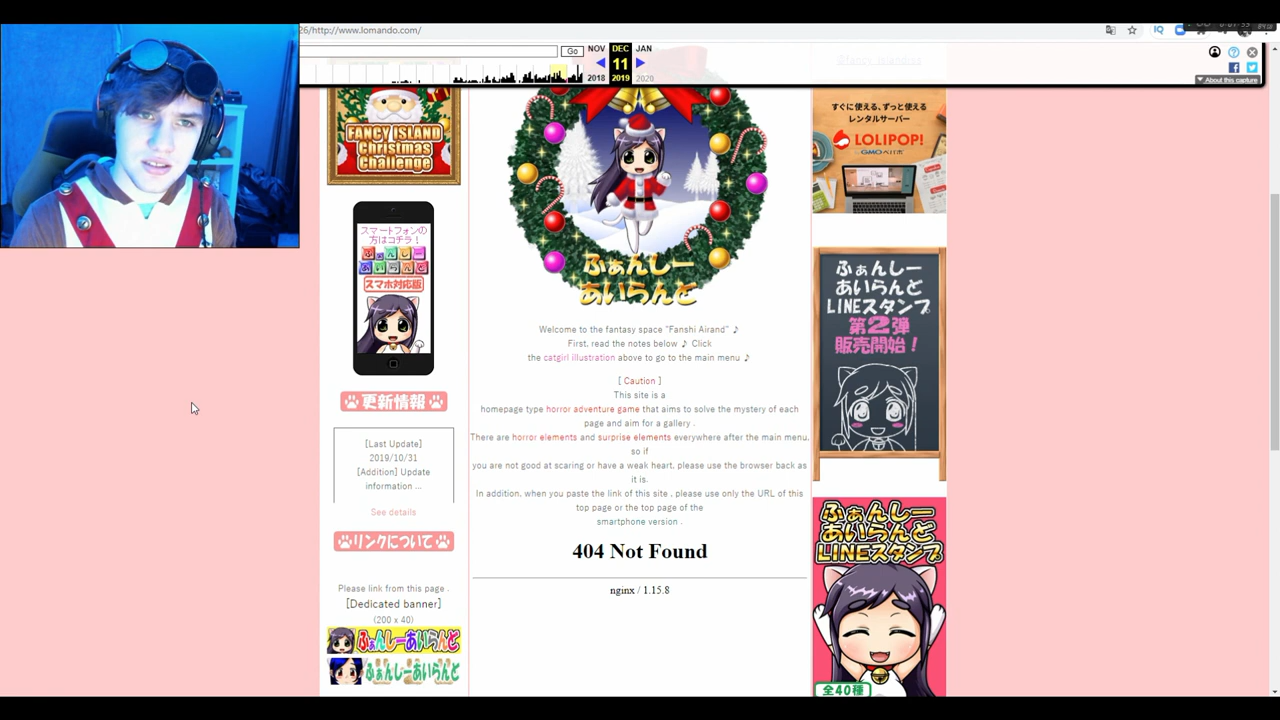 26/http://www.lomando.com/
Go
NOV
DEC
JAN
11
2018
2019
2020
About this capture
FANCY ISLAND
Christmas
Challenge
スマートフォンの
方はコチラ!
ふぁんしー
あいらんど
スマホ対応版
更新情報
[Last Update]
2019/10/31
[Addition] Update
information ...
See details
リンクについて
Please link from this page .
[Dedicated banner]
(200 x 40)
ふぁんしーあいらんど
ふぁんしーあいらんど
ふぁんしー
あいらんど
Welcome to the fantasy space "Fanshi Airand" ♪
First, read the notes below ♪ Click
the catgirl illustration above to go to the main menu ♪
[ Caution ]
This site is a
homepage type horror adventure game that aims to solve the mystery of each
page and aim for a gallery .
There are horror elements and surprise elements everywhere after the main menu,
so if
you are not good at scaring or have a weak heart, please use the browser back as
it is.
In addition, when you paste the link of this site , please use only the URL of this
top page or the top page of the
smartphone version .
404 Not Found
nginx / 1.15.8
すぐに使える、ずっと使える
レンタルサーバー
LOLIPOP!
GMOペパボ
ふぁんしー
あいらんど
LINEスタンプ
第2弾
販売開始!
ふぁんしー
あいらんど
LINEスタンプ
全40種